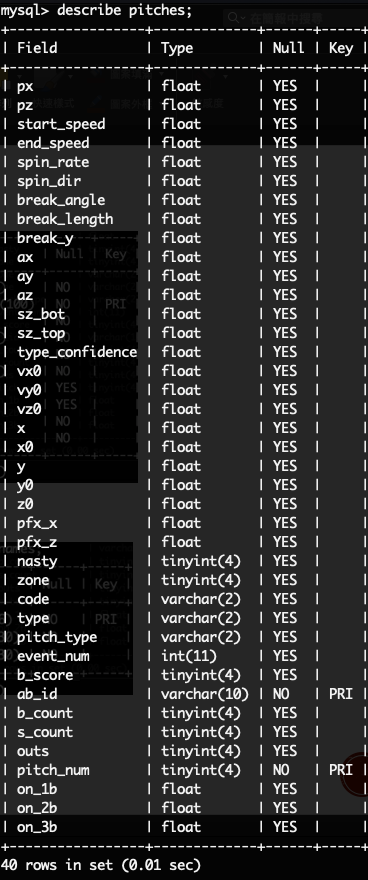 mysql> describe pitches;
+------------------+-------------+------+-----+
| Field | Type | Null | Key |
+------------------+-------------+------+-----+
| px | float | YES | |
| pz | float | YES | |
| start_speed | float | YES | |
| end_speed | float | YES | |
| spin_rate | float | YES | |
| spin_dir | float | YES | |
| break_angle | float | YES | |
| break_length | float | YES | |
| break_y | float | YES | |
| ax | float | YES | |
| ay | float | YES | |
| az | float | YES | |
| sz_bot | float | YES | |
| sz_top | float | YES | |
| type_confidence | float | YES | |
| vx0 | float | YES | |
| vy0 | float | YES | |
| vz0 | float | YES | |
| x | float | YES | |
| x0 | float | YES | |
| y | float | YES | |
| y0 | float | YES | |
| z0 | float | YES | |
| pfx_x | float | YES | |
| pfx_z | float | YES | |
| nasty | tinyint(4) | YES | |
| zone | tinyint(4) | YES | |
| code | varchar(2) | YES | |
| type | varchar(2) | YES | |
| pitch_type | varchar(2) | YES | |
| event_num | int(11) | YES | |
| b_score | tinyint(4) | YES | |
| ab_id | varchar(10) | NO | PRI |
| b_count | tinyint(4) | YES | |
| s_count | tinyint(4) | YES | |
| outs | tinyint(4) | YES | |
| pitch_num | tinyint(4) | NO | PRI |
| on_1b | float | YES | |
| on_2b | float | YES | |
| on_3b | float | YES | |
+------------------+-------------+------+-----+
40 rows in set (0.01 sec)